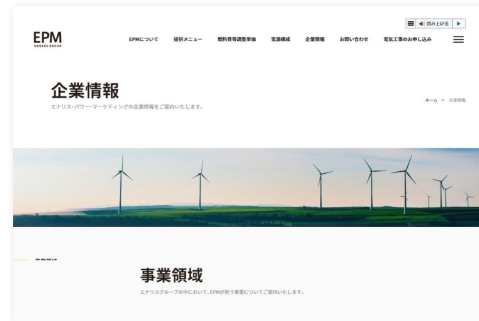 読み上げる
EPM
ENERES GROUP
EPMについて 提供メニュー 燃料費等調整単価 電源構成 企業情報 お問い合わせ 電気工事のお申し込み
企業情報
エナリス・パワー・マーケティングの企業情報をご案内いたします。
ホーム > 企業情報
事業領域
エナリスグループの中において、EPMが担う事業についてご案内いたします。